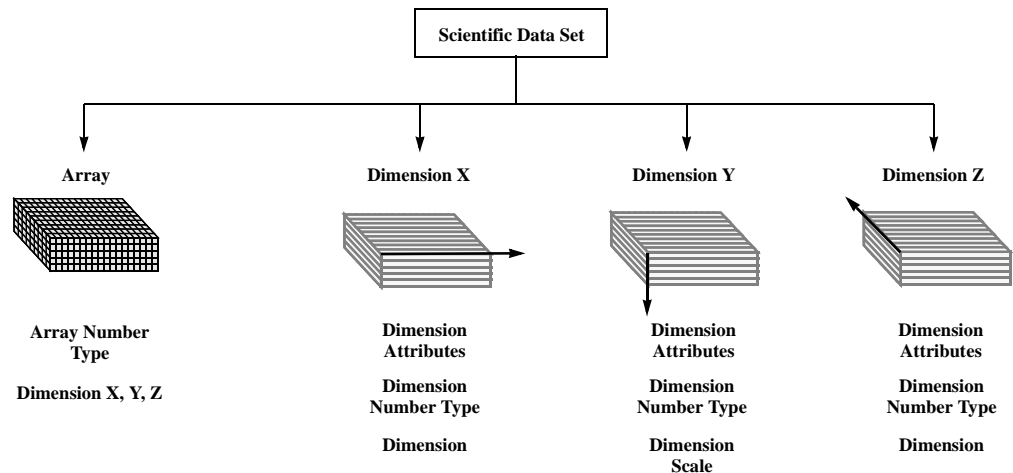 Scientific Data Set
Array
Dimension X
Dimension Y
Dimension Z
Array Number
Type
Dimension X, Y, Z
Dimension
Attributes
Dimension
Number Type
Dimension
Dimension
Attributes
Dimension
Number Type
Dimension
Scale
Dimension
Attributes
Dimension
Number Type
Dimension